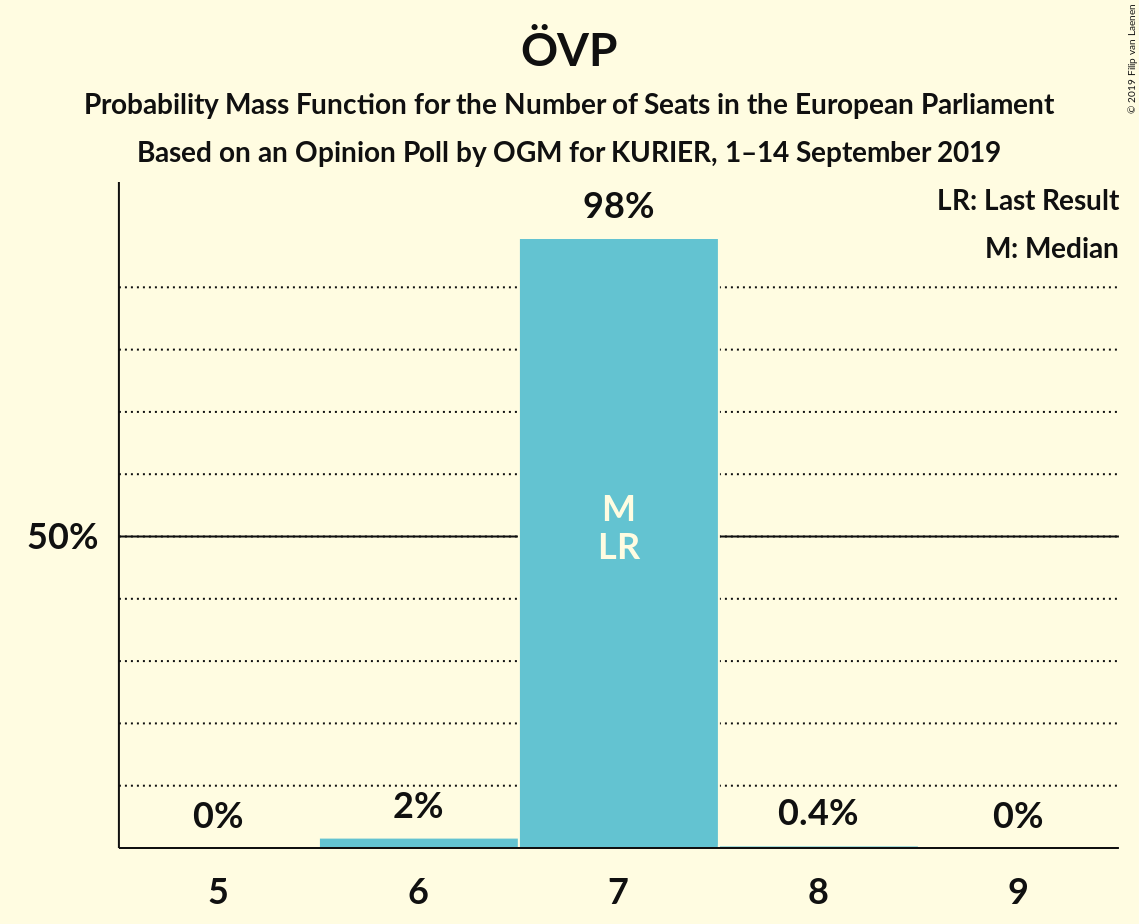 ÖVP
Probability Mass Function for the Number of Seats in the European Parliament
Based on an Opinion Poll by OGM for KURIER, 1–14 September 2019
© 2019 Filip van Laenen
LR: Last Result
M: Median
98%
M
LR
50%
0%
2%
0.4%
0%
5
6
7
8
9